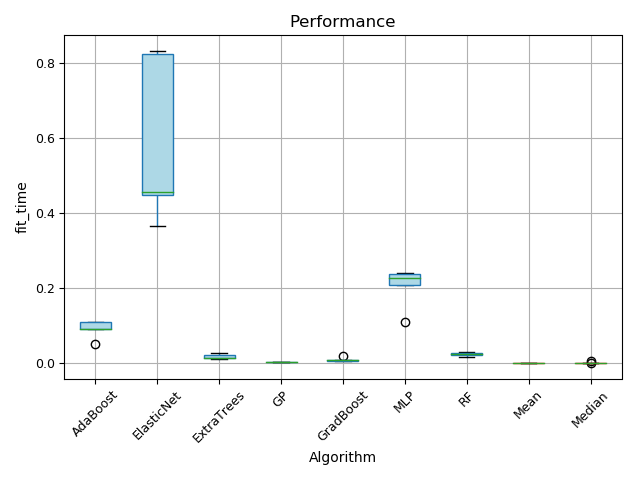 Performance
fit_time
0.8
0.6
0.4
0.2
0.0
AdaBoost
ElasticNet
ExtraTrees
GP
GradBoost
MLP
RF
Mean
Median
Algorithm